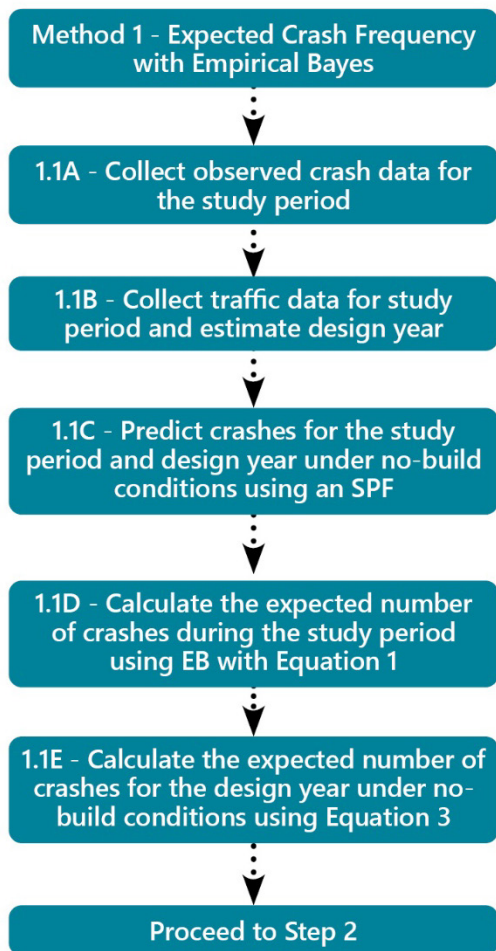 Method 1 - Expected Crash Frequency
with Empirical Bayes
1.1A - Collect observed crash data for
the study period
1.1B - Collect traffic data for study
period and estimate design year
1.1C - Predict crashes for the study
period and design year under no-build
conditions using an SPF
1.1D - Calculate the expected number
of crashes during the study period
using EB with Equation 1
1.1E - Calculate the expected number of
crashes for the design year under no-
build conditions using Equation 3
Proceed to Step 2